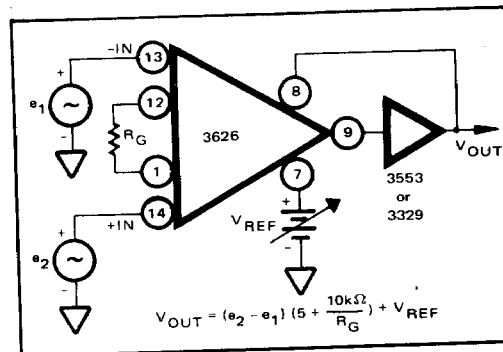 −IN
13
+
e1
−
12
RG
1
3626
8
9
VOUT
3553
or
3329
7
+
VREF
−
14
+IN
+
e2
−
VOUT = (e2 − e1) (5 + 10kΩ/RG) + VREF